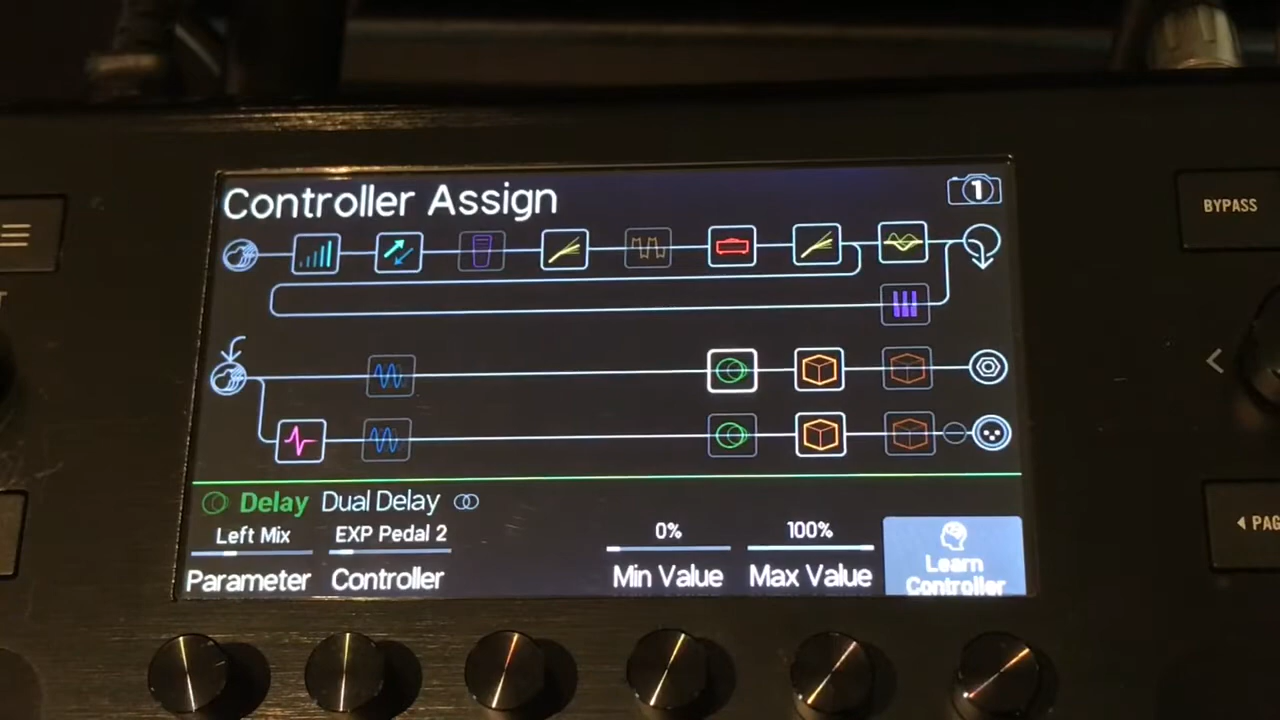 Controller Assign
1
BYPASS
Delay Dual Delay
Left Mix EXP Pedal 2 0% 100%
Parameter Controller Min Value Max Value Learn
Controller